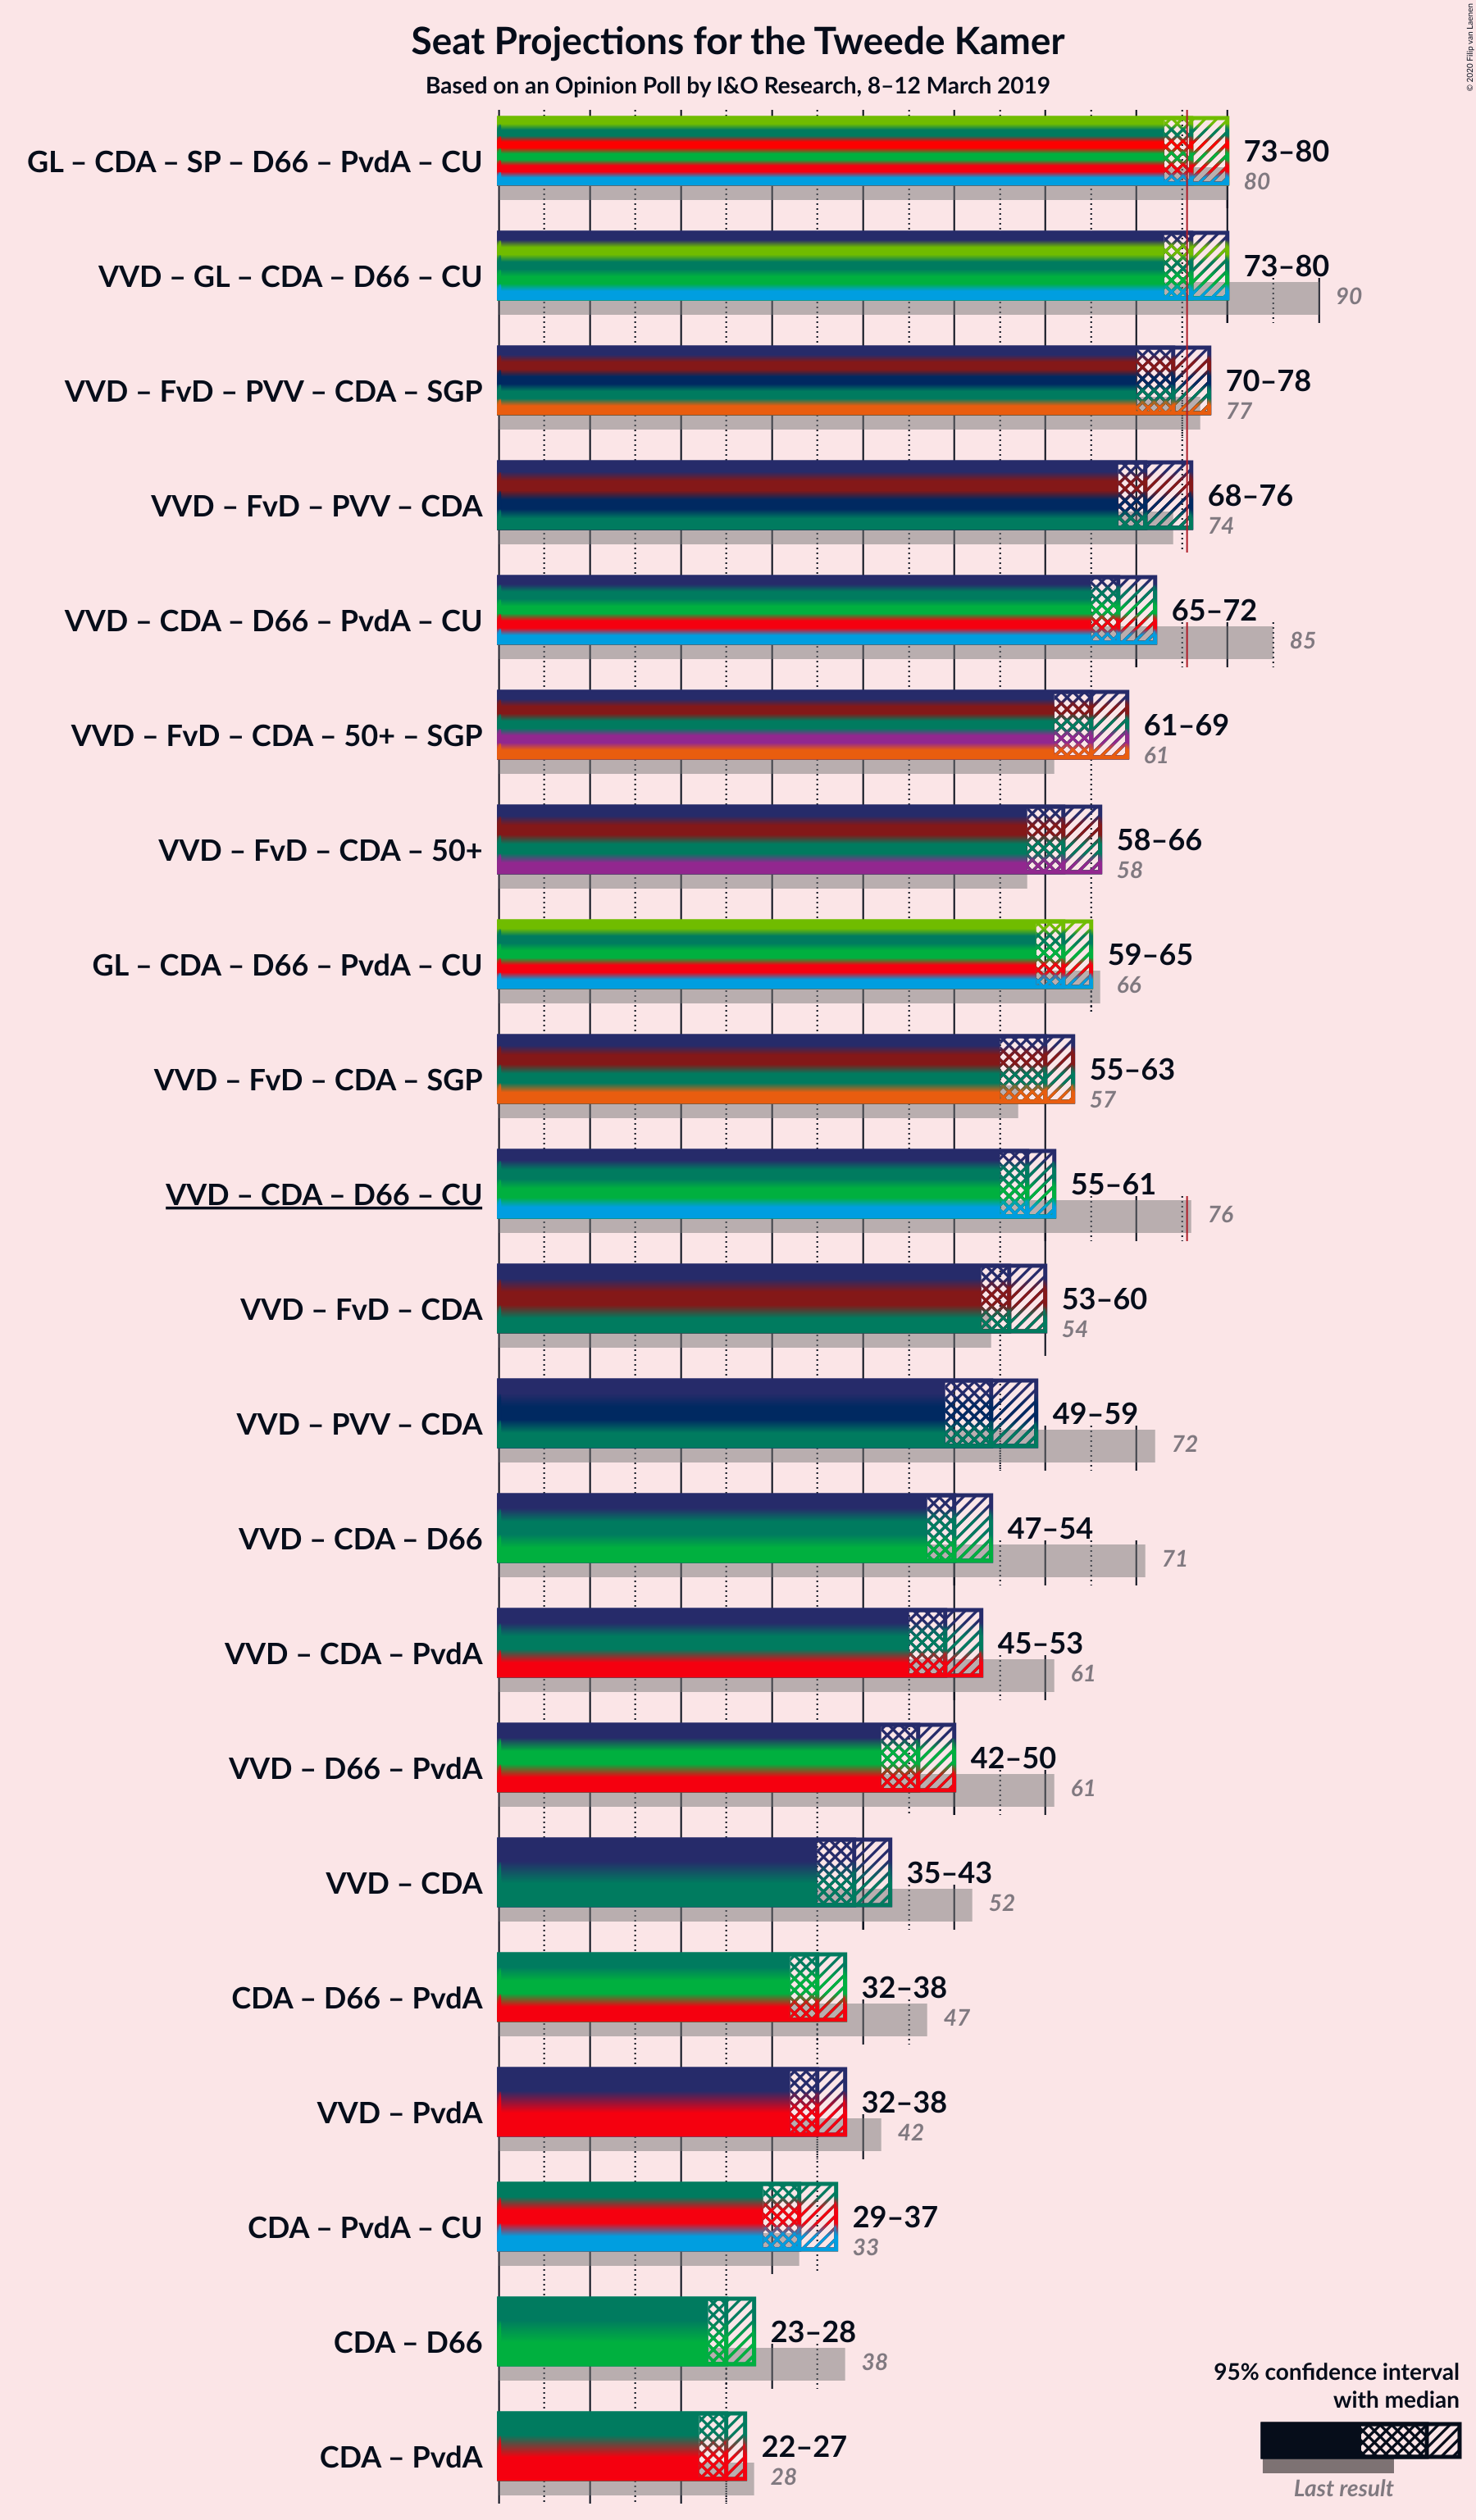 Seat Projections for the Tweede Kamer
Based on an Opinion Poll by I&O Research, 8–12 March 2019
© 2020 Filip van Laenen
GL – CDA – SP – D66 – PvdA – CU
73–80
80
VVD – GL – CDA – D66 – CU
73–80
90
VVD – FvD – PVV – CDA – SGP
70–78
77
VVD – FvD – PVV – CDA
68–76
74
VVD – CDA – D66 – PvdA – CU
65–72
85
VVD – FvD – CDA – 50+ – SGP
61–69
61
VVD – FvD – CDA – 50+
58–66
58
GL – CDA – D66 – PvdA – CU
59–65
66
VVD – FvD – CDA – SGP
55–63
57
VVD – CDA – D66 – CU
55–61
76
VVD – FvD – CDA
53–60
54
VVD – PVV – CDA
49–59
72
VVD – CDA – D66
47–54
71
VVD – CDA – PvdA
45–53
61
VVD – D66 – PvdA
42–50
61
VVD – CDA
35–43
52
CDA – D66 – PvdA
32–38
47
VVD – PvdA
32–38
42
CDA – PvdA – CU
29–37
33
CDA – D66
23–28
38
CDA – PvdA
22–27
28
95% confidence interval
with median
Last result